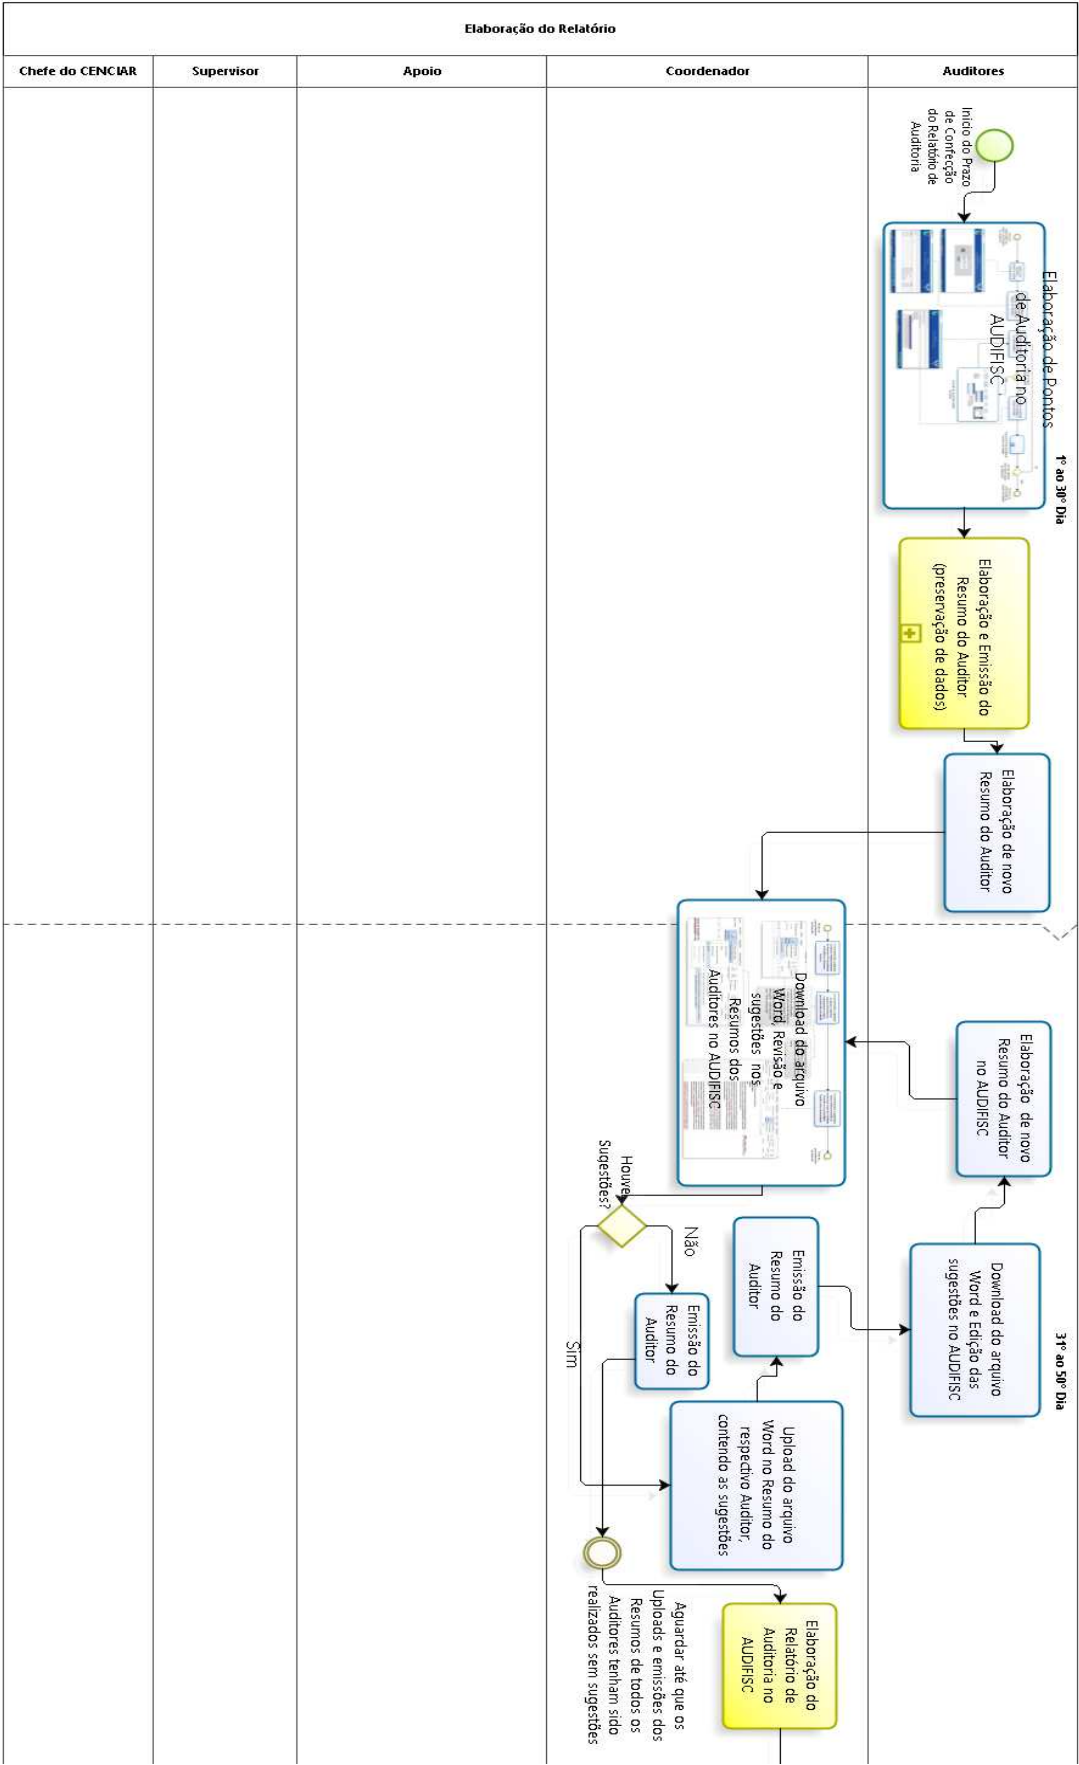 Elaboração do Relatório
Chefe do CENCIAR
Supervisor
Apoio
Coordenador
Auditores
Inicio do Prazo
de Confecção
do Relatório de
Auditoria
Elaboração de Pontos
de Auditoria no
AUDIFISC
1º ao 30º Dia
Elaboração e Emissão do
Resumo do Auditor
(preservação de dados)
Elaboração de novo
Resumo do Auditor
Download do arquivo
Word, Revisão e
sugestões nos
Resumos dos
Auditores no AUDIFISC
Elaboração de novo
Resumo do Auditor
no AUDIFISC
Houve
Sugestões?
Não
Sim
Emissão do
Resumo do
Auditor
Emissão do
Resumo do
Auditor
Download do arquivo
Word e Edição das
sugestões no AUDIFISC
31º ao 50º Dia
Upload do arquivo
Word no Resumo do
respectivo Auditor,
contendo as sugestões
Aguardar até que os
Uploads e emissões dos
Resumos de todos os
Auditores tenham sido
realizados sem sugestões
Elaboração do
Relatório de
Auditoria no
AUDIFISC